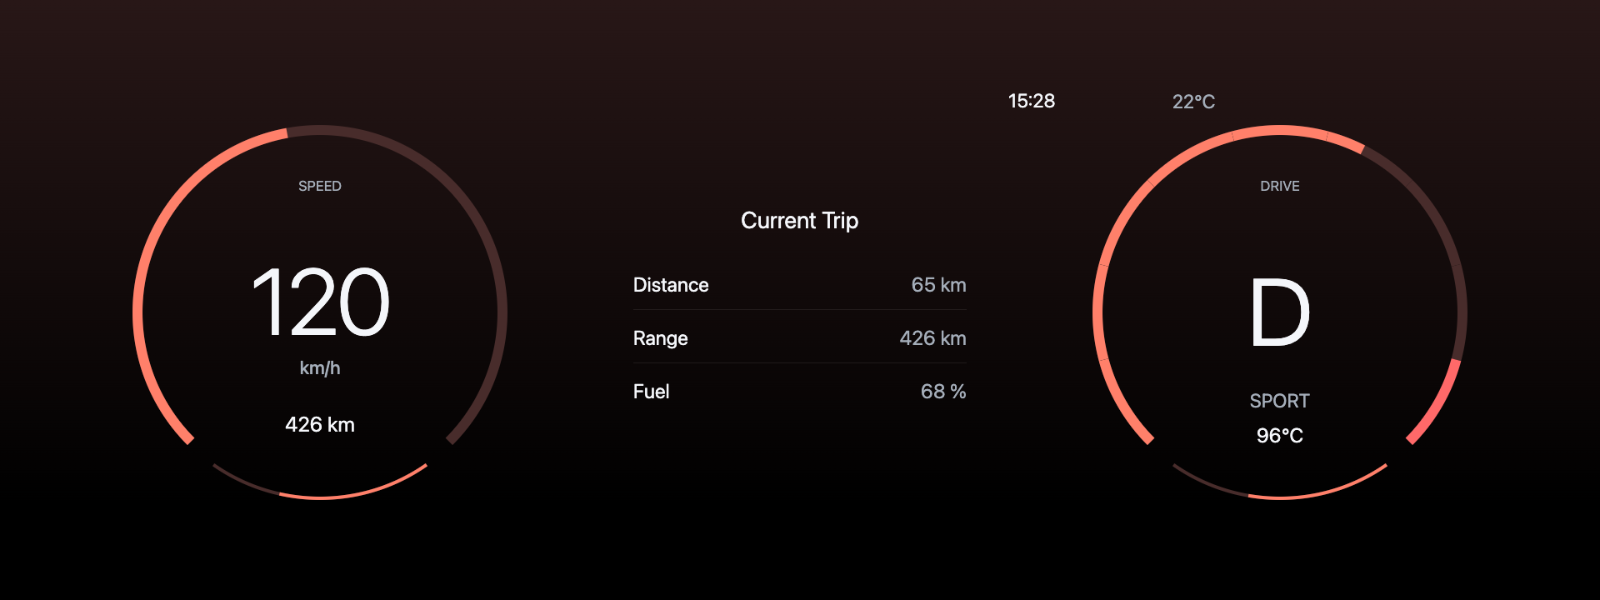 15:28
22°C
SPEED
120
km/h
426 km
Current Trip
Distance 65 km
Range 426 km
Fuel 68 %
DRIVE
D
SPORT
96°C